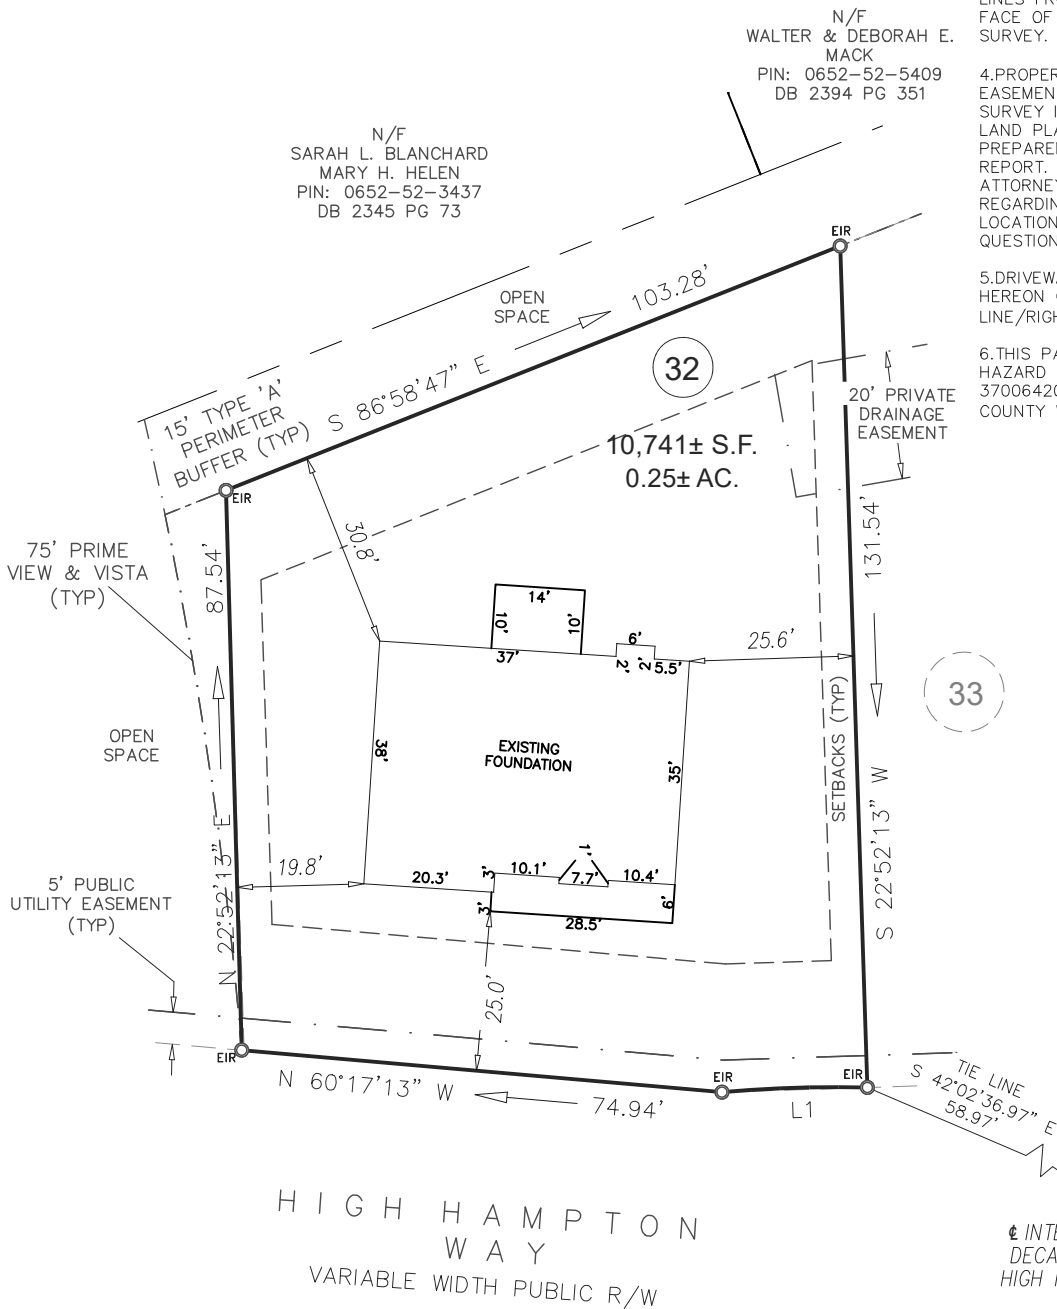 N/F
WALTER & DEBORAH E.
MACK
PIN: 0652-52-5409
DB 2394 PG 351
FACE OF
SURVEY.
4.PROPER
EASEMEN
SURVEY I
LAND PLA
PREPARE
REPORT.
ATTORNEY
REGARDIN
LOCATION
QUESTION
5.DRIVEW
HEREON
LINE/RIGH
6.THIS PA
HAZARD
37006420
COUNTY
N/F
SARAH L. BLANCHARD
MARY H. HELEN
PIN: 0652-52-3437
DB 2345 PG 73
EIR
OPEN
SPACE
103.28'
S 86°58'47" E
32
15' TYPE 'A'
PERIMETER
BUFFER (TYP)
20' PRIVATE
DRAINAGE
EASEMENT
10,741± S.F.
0.25± AC.
EIR
30.8'
131.54'
75' PRIME
VIEW & VISTA
(TYP)
87.54'
14'
10'
10'
6'
2'
2'
5.5'
37'
25.6'
33
SETBACKS (TYP)
OPEN
SPACE
38'
EXISTING
FOUNDATION
35'
S 22°52'13" W
N 22°52'13" E
19.8'
20.3'
3'
10.1'
1'
7.7'
10.4'
3'
6'
28.5'
5' PUBLIC
UTILITY EASEMENT
(TYP)
25.0'
EIR
N 60°17'13" W
74.94'
EIR
L1
EIR
TIE LINE
S 42°02'36.97" E
58.97'
HIGH HAMPTON
WAY
VARIABLE WIDTH PUBLIC R/W
℄ INTE
DECA
HIGH